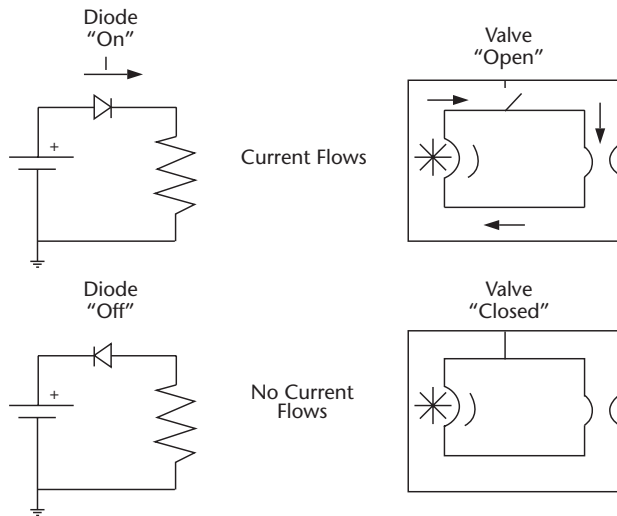 Diode
“On”
I
+
Current Flows
Valve
“Open”
Diode
“Off”
+
No Current
Flows
Valve
“Closed”